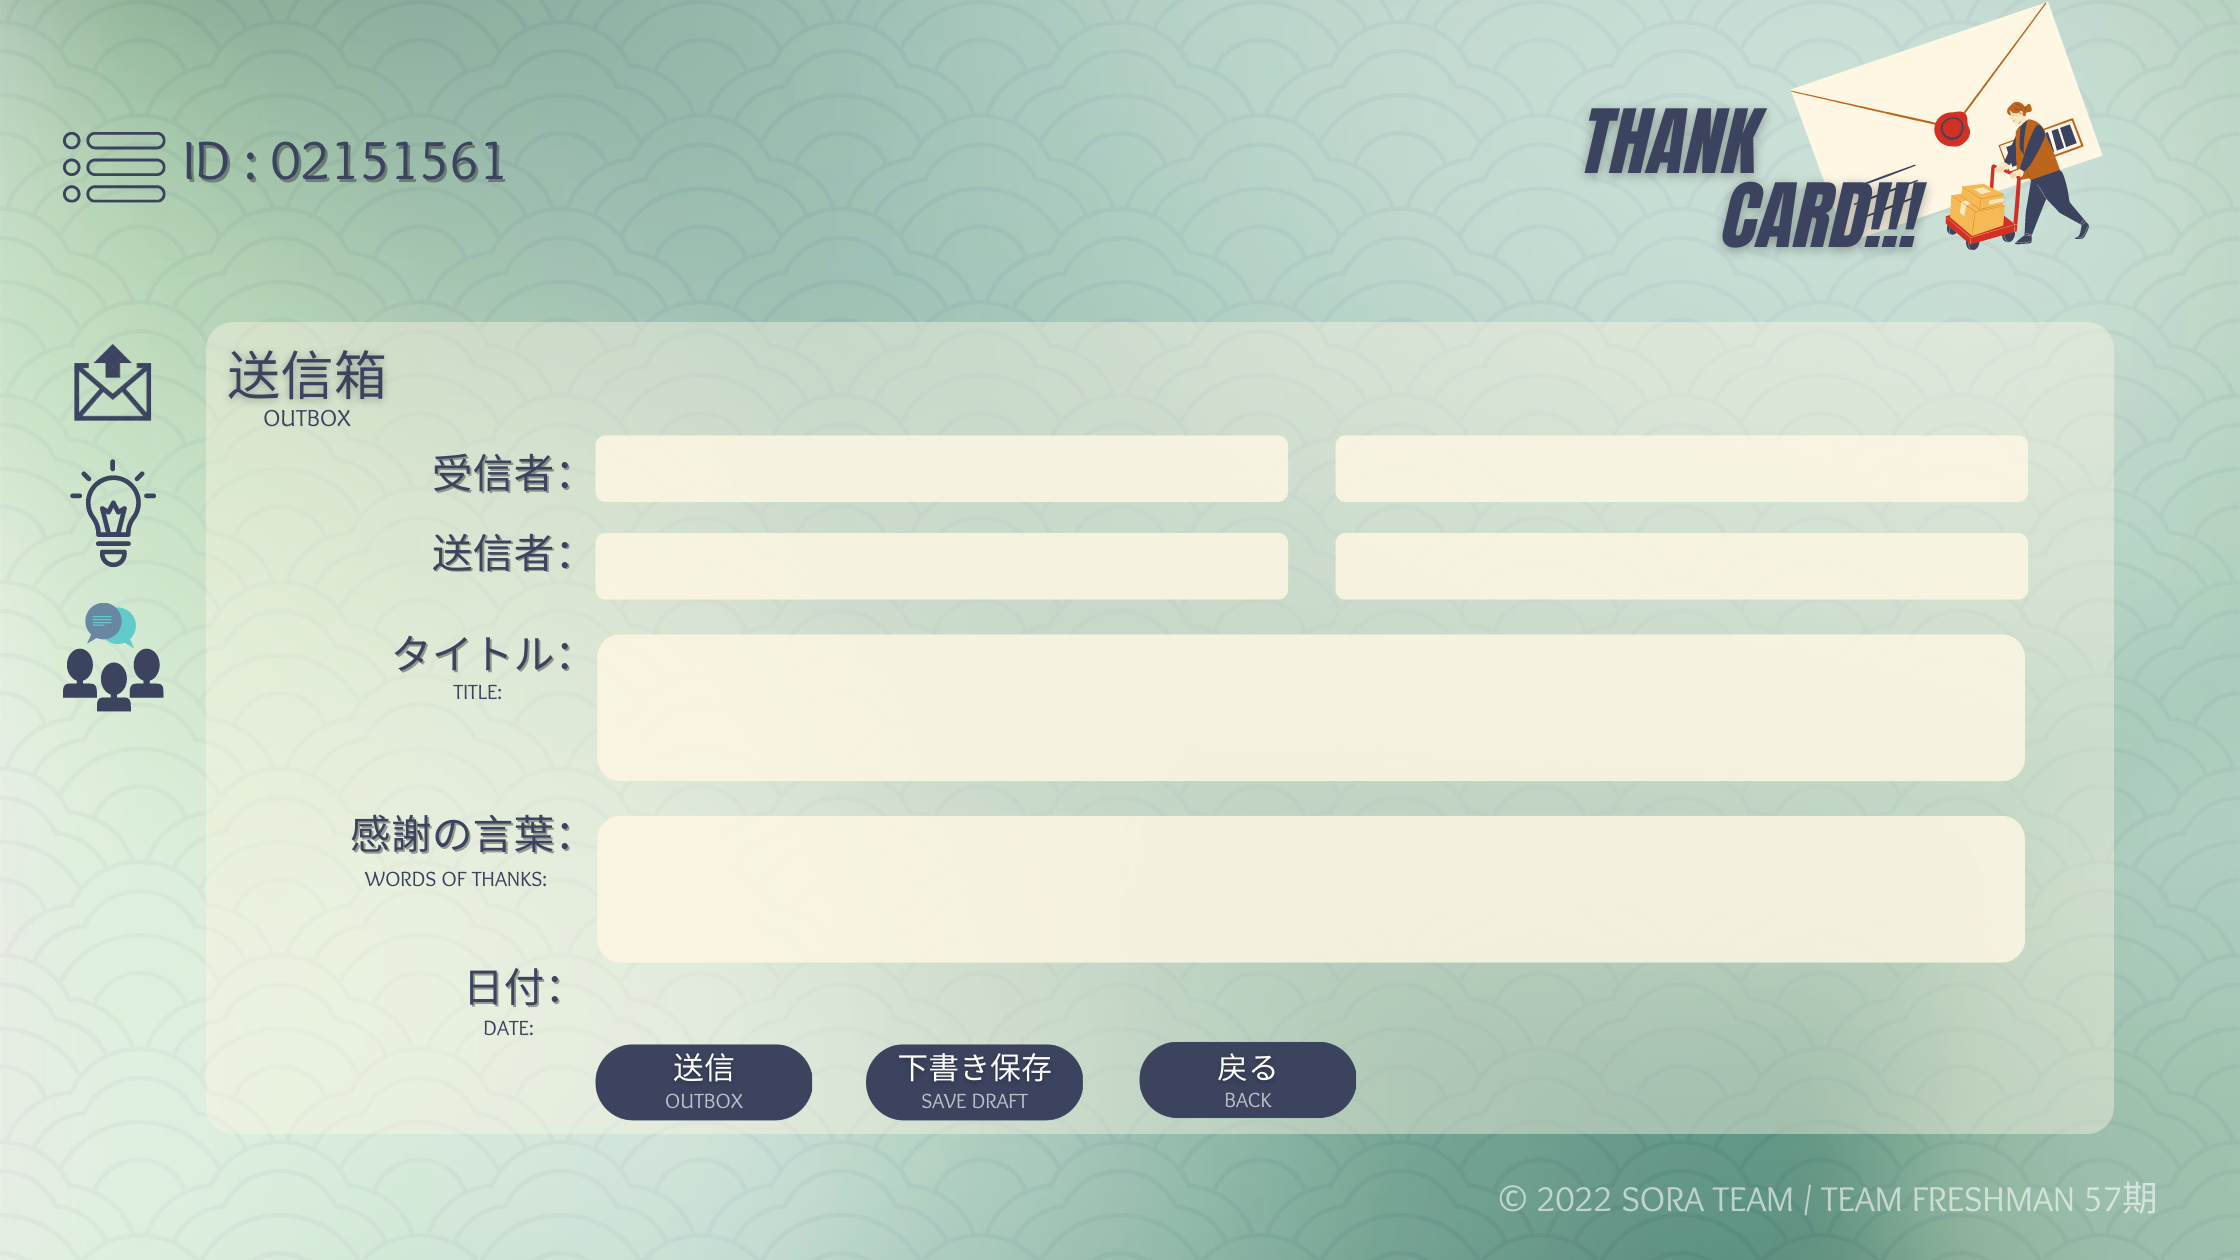 ID : 02151561
THANK
CARD!!!
送信箱
OUTBOX
受信者：
送信者：
タイトル：
TITLE:
感謝の言葉：
WORDS OF THANKS:
日付：
DATE:
送信
OUTBOX
下書き保存
SAVE DRAFT
戻る
BACK
© 2022 SORA TEAM / TEAM FRESHMAN 57期